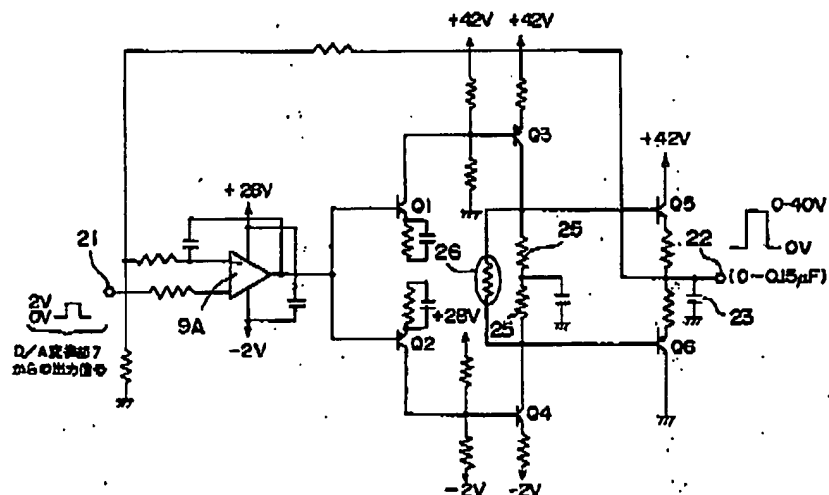 +42V
+42V
Q3
+42V
+28V
Q1
Q5
0-40V
21
26
25
22
0V
(0-0.15μF)
9A
2V
0V
+28V
25
23
-2V
Q2
Q6
D/A変換部7
からの出力信号
Q4
-2V
-2V